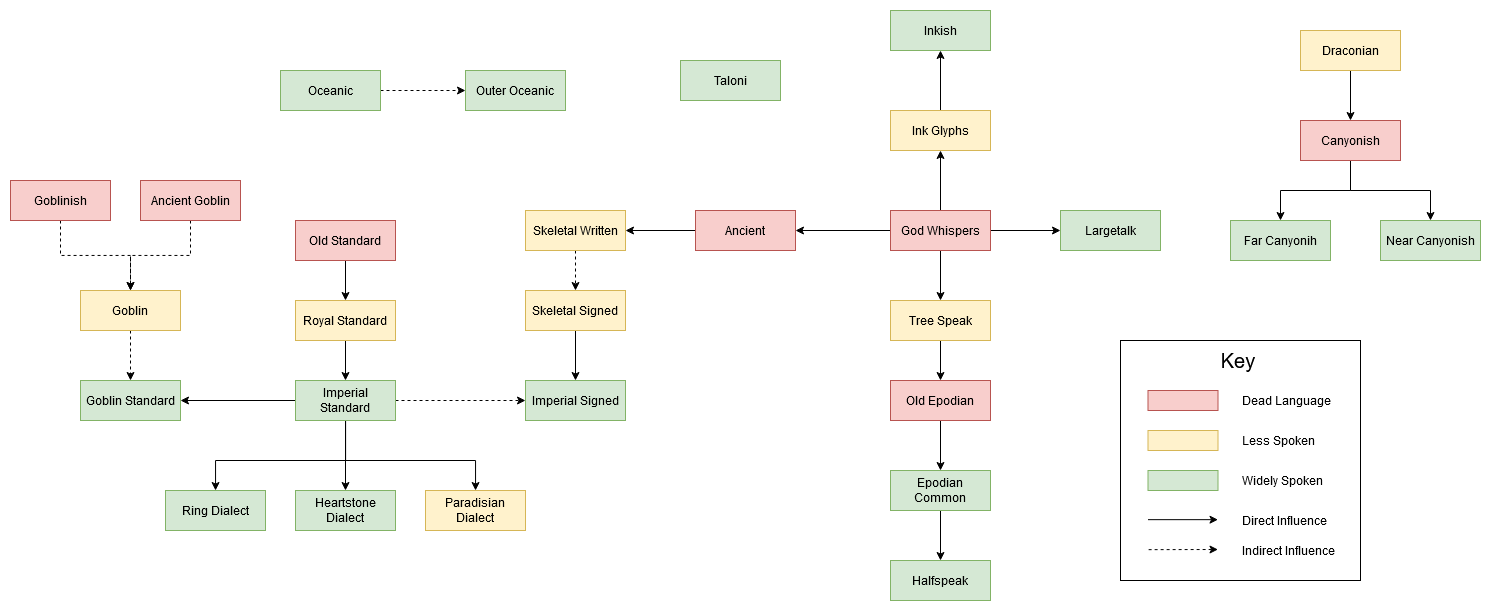 Inkish
Draconian
Oceanic
Outer Oceanic
Taloni
Ink Glyphs
Canyonish
Goblinish
Ancient Goblin
Old Standard
Skeletal Written
Ancient
God Whispers
Largetalk
Far Canyonih
Near Canyonish
Goblin
Royal Standard
Skeletal Signed
Tree Speak
Goblin Standard
Imperial
Standard
Imperial Signed
Old Epodian
Epodian
Common
Ring Dialect
Heartstone
Dialect
Paradisian
Dialect
Halfspeak
Key
Dead Language
Less Spoken
Widely Spoken
Direct Influence
Indirect Influence